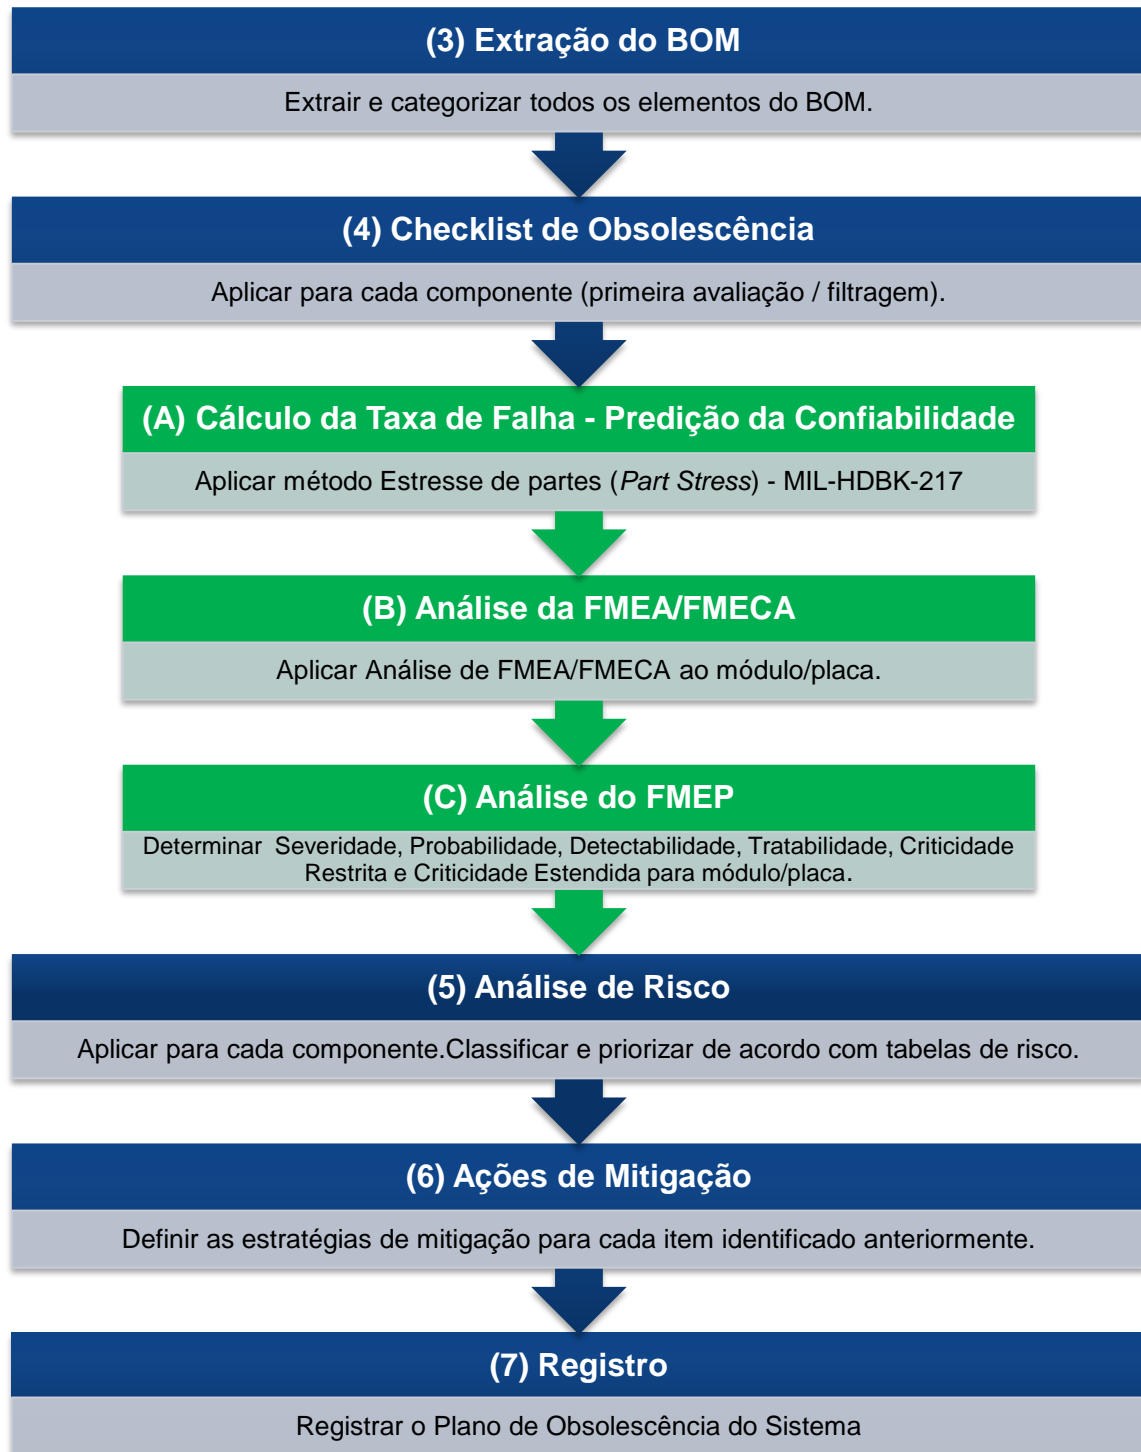 (3) Extração do BOM
Extrair e categorizar todos os elementos do BOM.
(4) Checklist de Obsolescência
Aplicar para cada componente (primeira avaliação / filtragem).
(A) Cálculo da Taxa de Falha - Predição da Confiabilidade
Aplicar método Estresse de partes (Part Stress) - MIL-HDBK-217
(B) Análise da FMEA/FMECA
Aplicar Análise de FMEA/FMECA ao módulo/placa.
(C) Análise do FMEP
Determinar Severidade, Probabilidade, Detectabilidade, Tratabilidade, Criticidade
Restrita e Criticidade Estendida para módulo/placa.
(5) Análise de Risco
Aplicar para cada componente.Classificar e priorizar de acordo com tabelas de risco.
(6) Ações de Mitigação
Definir as estratégias de mitigação para cada item identificado anteriormente.
(7) Registro
Registrar o Plano de Obsolescência do Sistema